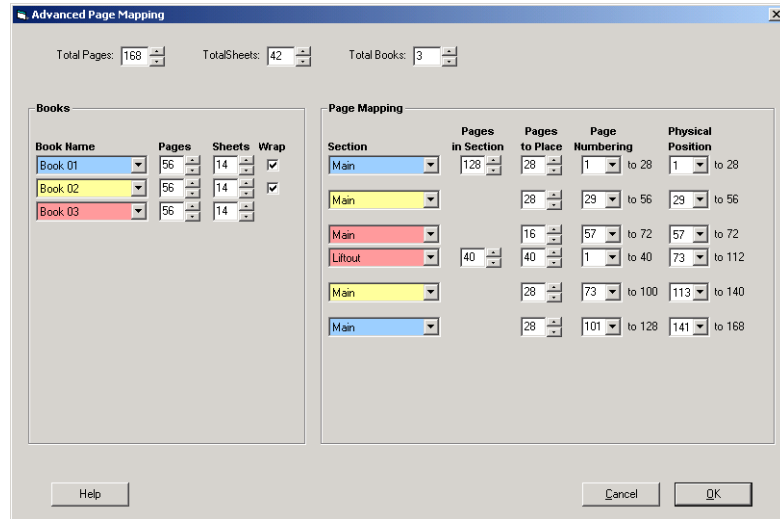 Advanced Page Mapping
Total Pages: 168 TotalSheets: 42 Total Books: 3
Books
Book Name Pages Sheets Wrap
Book 01 56 14
Book 02 56 14
Book 03 56 14
Page Mapping
Section Pages in Section Pages to Place Page Numbering Physical Position
Main 128 28 1 to 28 1 to 28
Main 28 29 to 56 29 to 56
Main 16 57 to 72 57 to 72
Liftout 40 40 1 to 40 73 to 112
Main 28 73 to 100 113 to 140
Main 28 101 to 128 141 to 168
Help Cancel OK